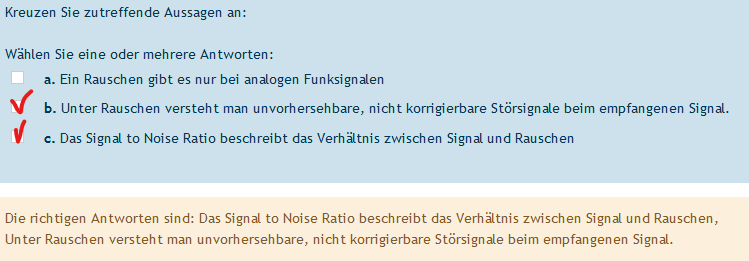 Kreuzen Sie zutreffende Aussagen an:
Wählen Sie eine oder mehrere Antworten:
a. Ein Rauschen gibt es nur bei analogen Funksignalen
b. Unter Rauschen versteht man unvorhersehbare, nicht korrigierbare Störsignale beim empfangenen Signal.
c. Das Signal to Noise Ratio beschreibt das Verhältnis zwischen Signal und Rauschen
Die richtigen Antworten sind: Das Signal to Noise Ratio beschreibt das Verhältnis zwischen Signal und Rauschen,
Unter Rauschen versteht man unvorhersehbare, nicht korrigierbare Störsignale beim empfangenen Signal.